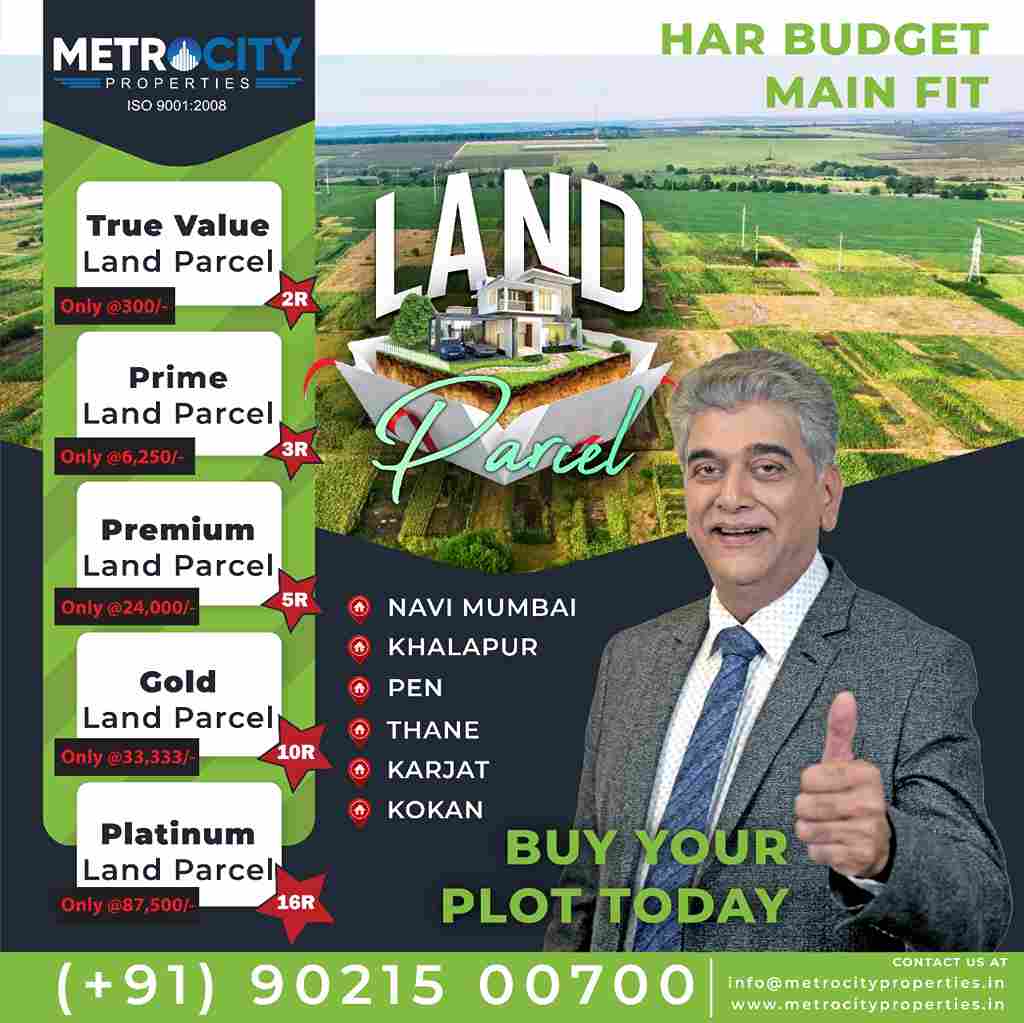 METROCITY
PROPERTIES
ISO 9001:2008
HAR BUDGET
MAIN FIT
True Value
Land Parcel
Only @300/-
2R
Prime
Land Parcel
Only @6,250/-
3R
Premium
Land Parcel
Only @24,000/-
5R
Gold
Land Parcel
Only @33,333/-
10R
Platinum
Land Parcel
Only @87,500/-
16R
LAND
Parcel
NAVI MUMBAI
KHALAPUR
PEN
THANE
KARJAT
KOKAN
BUY YOUR
PLOT TODAY
(+91) 90215 00700
CONTACT US AT
info@metrocityproperties.in
www.metrocityproperties.in